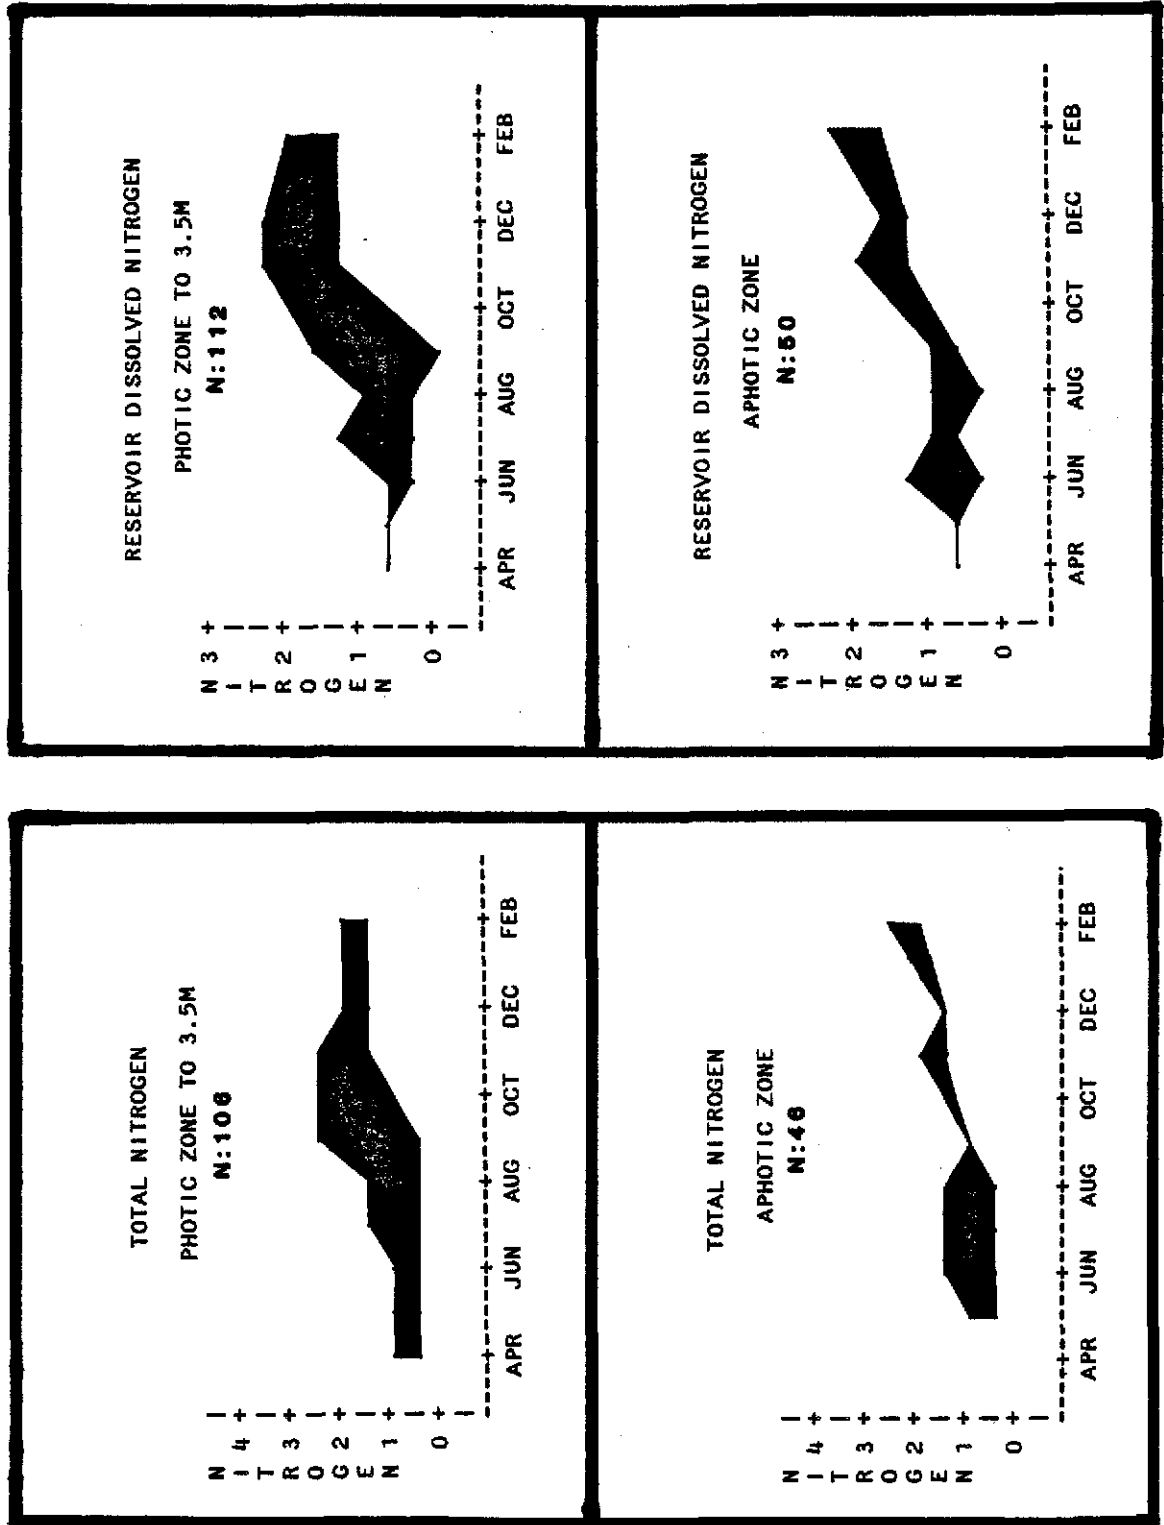 TOTAL NITROGEN
PHOTIC ZONE TO 3.5M
N:106
N
I 4 +
T
R 3 +
O
G 2 +
E
N 1 +
0 +
-----+-----+-----+-----+-----+-----+-----
APR JUN AUG OCT DEC FEB
RESERVOIR DISSOLVED NITROGEN
PHOTIC ZONE TO 3.5M
N:112
N 3 +
I
T
R 2 +
O
G
E 1 +
N
0 +
-----+-----+-----+-----+-----+-----+-----
APR JUN AUG OCT DEC FEB
TOTAL NITROGEN
APHOTIC ZONE
N:46
N
I 4 +
T
R 3 +
O
G 2 +
E
N 1 +
0 +
-----+-----+-----+-----+-----+-----+-----
APR JUN AUG OCT DEC FEB
RESERVOIR DISSOLVED NITROGEN
APHOTIC ZONE
N:50
N 3 +
I
T
R 2 +
O
G
E 1 +
N
0 +
-----+-----+-----+-----+-----+-----+-----
APR JUN AUG OCT DEC FEB